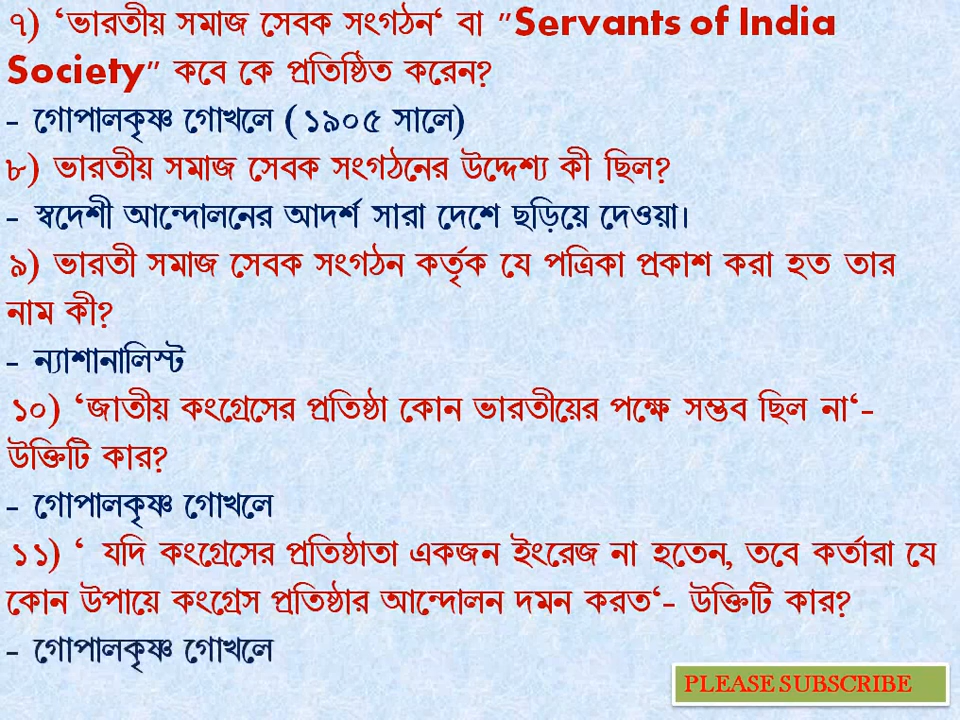 ৭) ‘ভারতীয় সমাজ সেবক সংগঠন‘ বা "Servants of India
Society" কবে কে প্রতিষ্ঠিত করেন?
- গোপালকৃষ্ণ গোখলে ( ১৯০৫ সালে)
৮) ভারতীয় সমাজ সেবক সংগঠনের উদ্দেশ্য কী ছিল?
- স্বদেশী আন্দোলনের আদর্শ সারা দেশে ছড়িয়ে দেওয়া।
৯) ভারতী সমাজ সেবক সংগঠন কর্তৃক যে পত্রিকা প্রকাশ করা হত তার
নাম কী?
- ন্যাশানালিস্ট
১০) ‘জাতীয় কংগ্রেসের প্রতিষ্ঠা কোন ভারতীয়ের পক্ষে সম্ভব ছিল না‘-
উক্তিটি কার?
- গোপালকৃষ্ণ গোখলে
১১) ‘ যদি কংগ্রেসের প্রতিষ্ঠাতা একজন ইংরেজ না হতেন, তবে কর্তারা যে
কোন উপায়ে কংগ্রেস প্রতিষ্ঠার আন্দোলন দমন করত‘- উক্তিটি কার?
- গোপালকৃষ্ণ গোখলে
PLEASE SUBSCRIBE